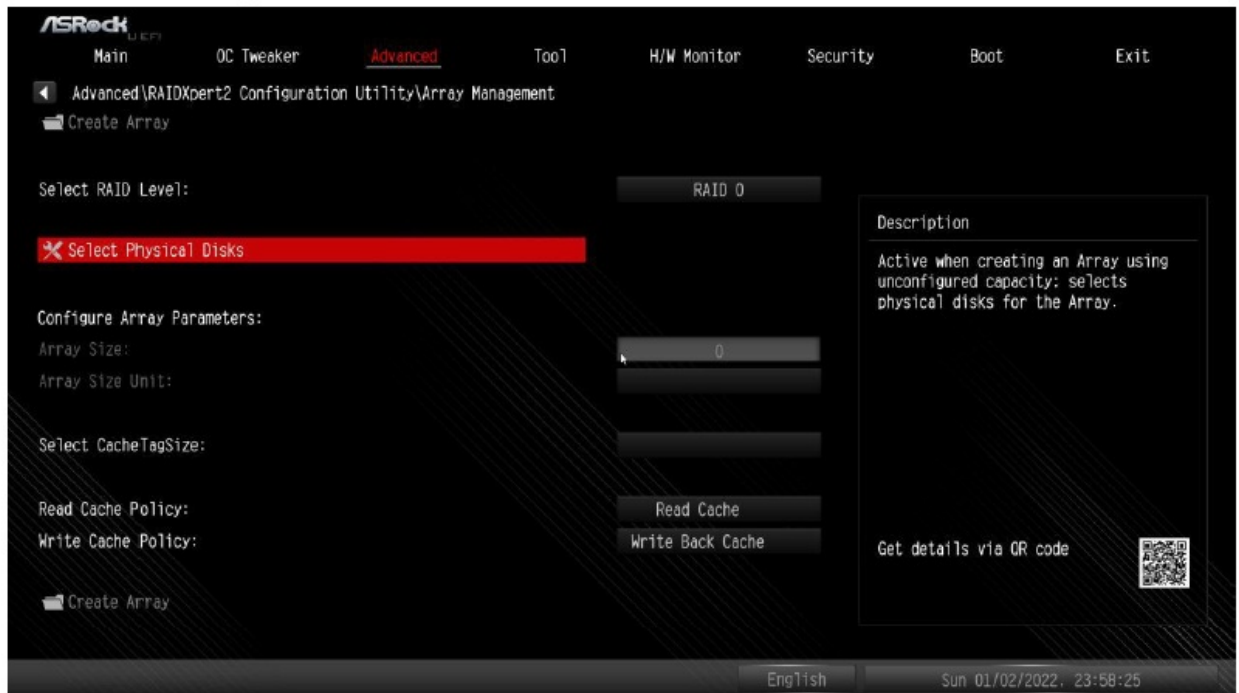 ASRock
UEFI
Main OC Tweaker Advanced Tool H/W Monitor Security Boot Exit
Advanced\RAIDXpert2 Configuration Utility\Array Management
Create Array
Select RAID Level: RAID 0
Select Physical Disks
Configure Array Parameters:
Array Size: 0
Array Size Unit:
Select CacheTagSize:
Read Cache Policy: Read Cache
Write Cache Policy: Write Back Cache
Create Array
Description
Active when creating an Array using
unconfigured capacity: selects
physical disks for the Array.
Get details via QR code
English Sun 01/02/2022, 23:58:25